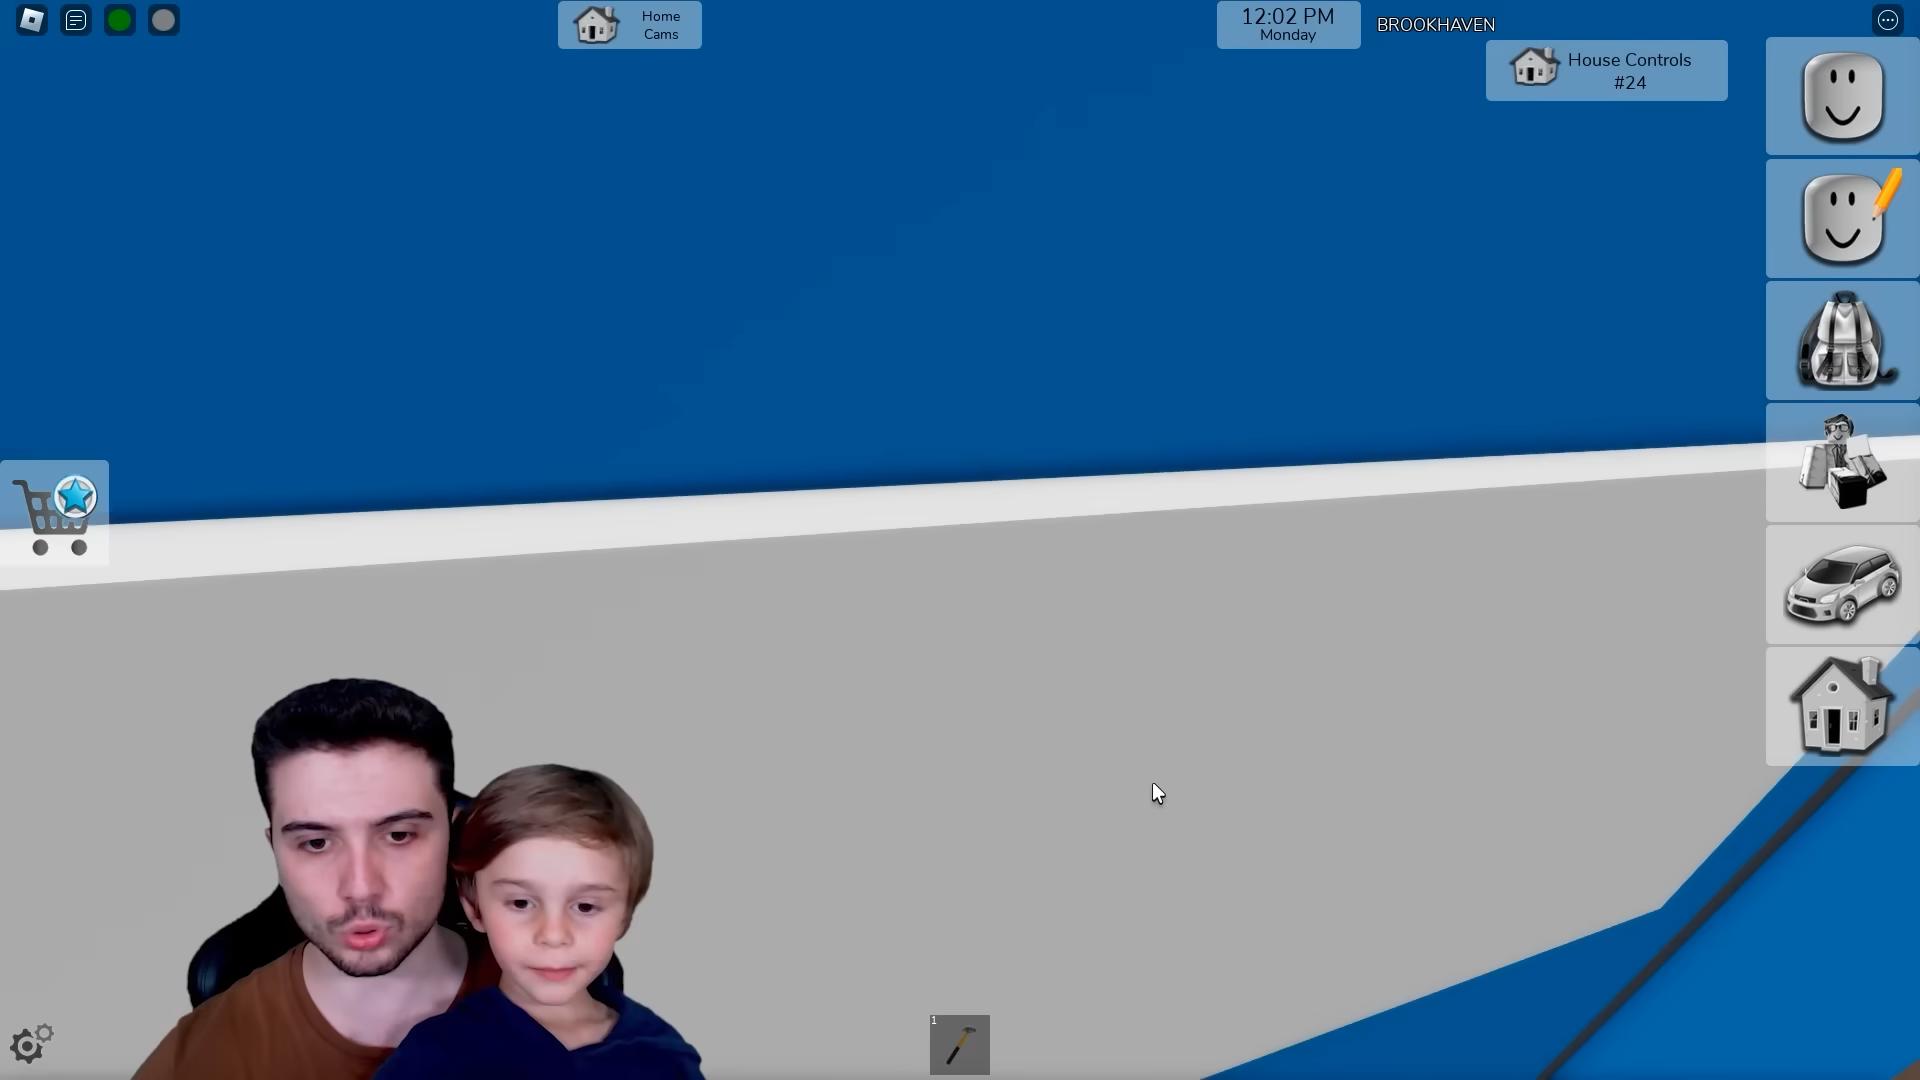 Home
Cams
12:02 PM
Monday
BROOKHAVEN
House Controls
#24
1